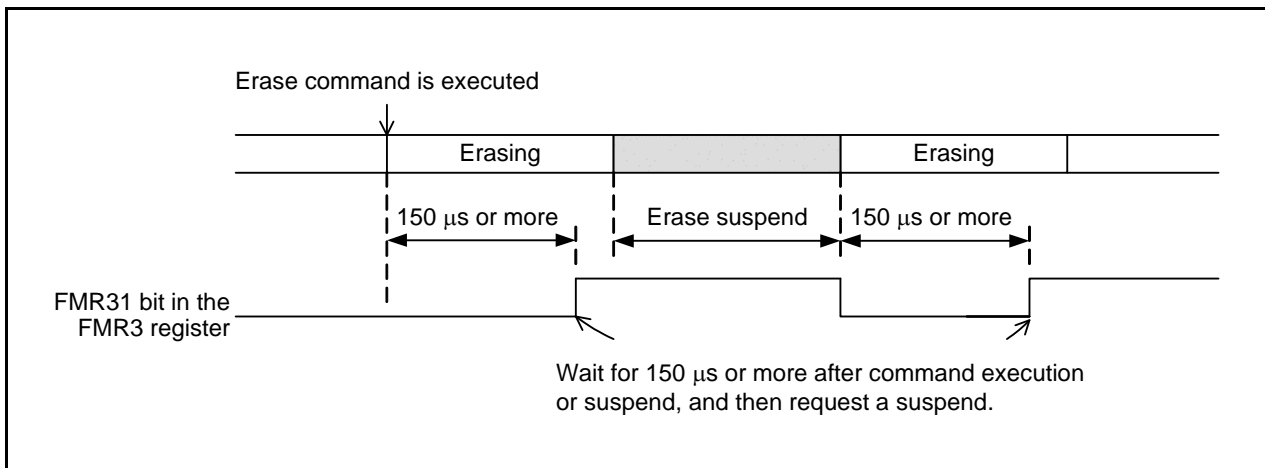 Erase command is executed
Erasing
Erasing
150 μs or more
Erase suspend
150 μs or more
FMR31 bit in the
FMR3 register
Wait for 150 μs or more after command execution
or suspend, and then request a suspend.